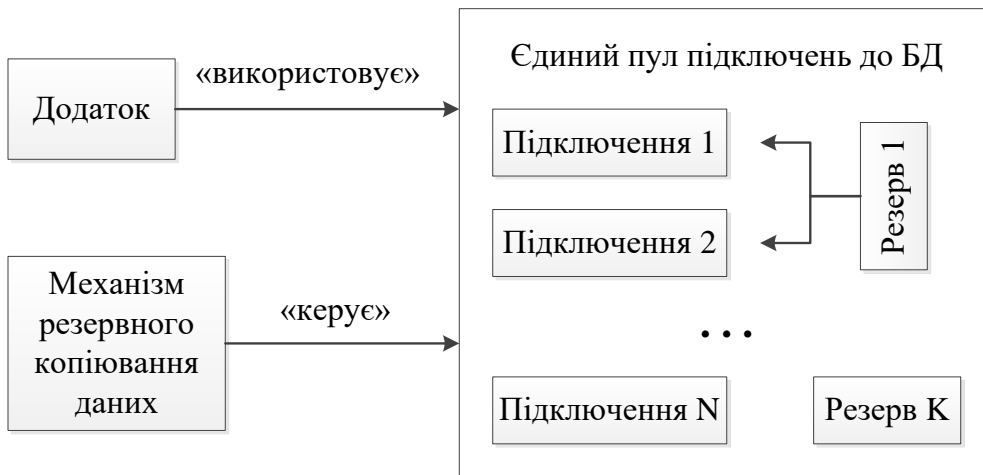 Єдиний пул підключень до БД
«використовує»
Додаток
Підключення 1
Резерв 1
Підключення 2
Механізм
резервного
копіювання
даних
«керує»
...
Підключення N
Резерв K